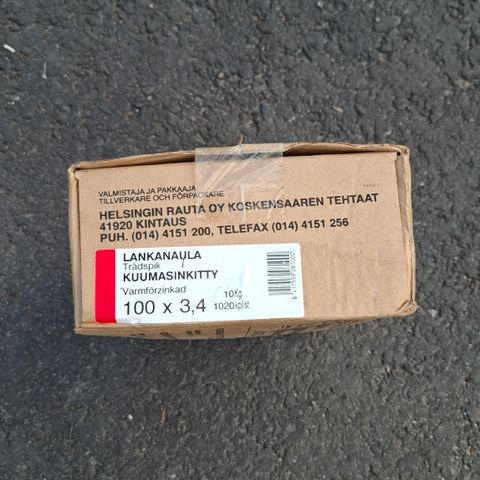 VALMISTAJA JA PAKKAAJA
TILLVERKARE OCH FÖRPACKARE
HELSINGIN RAUTA OY KOSKENSAAREN TEHTAAT
41920 KINTAUS
PUH. (014) 4151 200, TELEFAX (014) 4151 256
LANKANAULA
Trådspik
KUUMASINKITTY
Varmförzinkad
100 x 3,4
10Kg
1020kpl/st